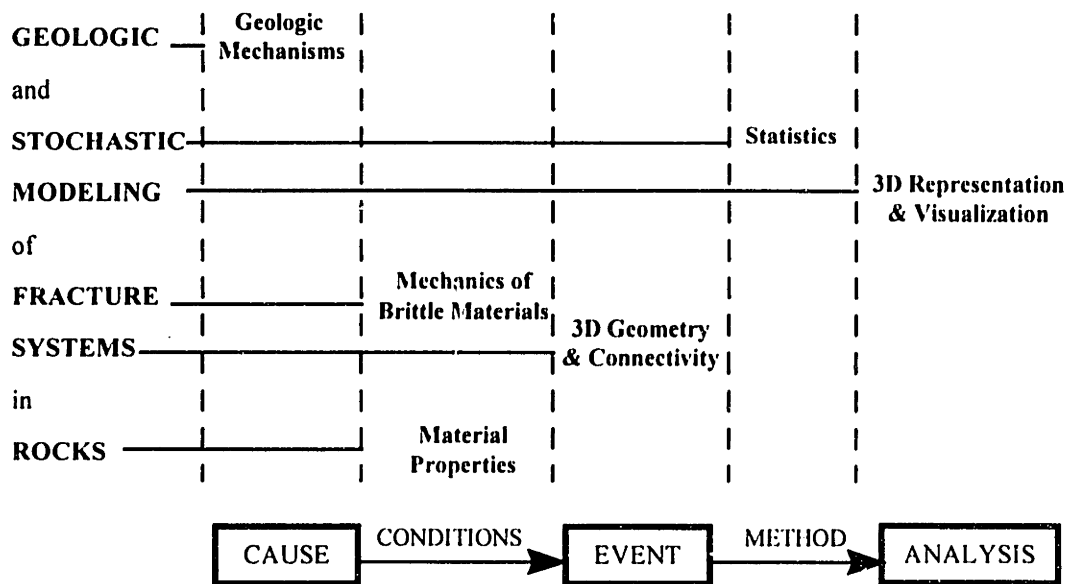 GEOLOGIC
Geologic
Mechanisms
and
STOCHASTIC
Statistics
MODELING
3D Representation
& Visualization
of
FRACTURE
Mechanics of
Brittle Materials
SYSTEMS
3D Geometry
& Connectivity
in
ROCKS
Material
Properties
CAUSE
CONDITIONS
EVENT
METHOD
ANALYSIS